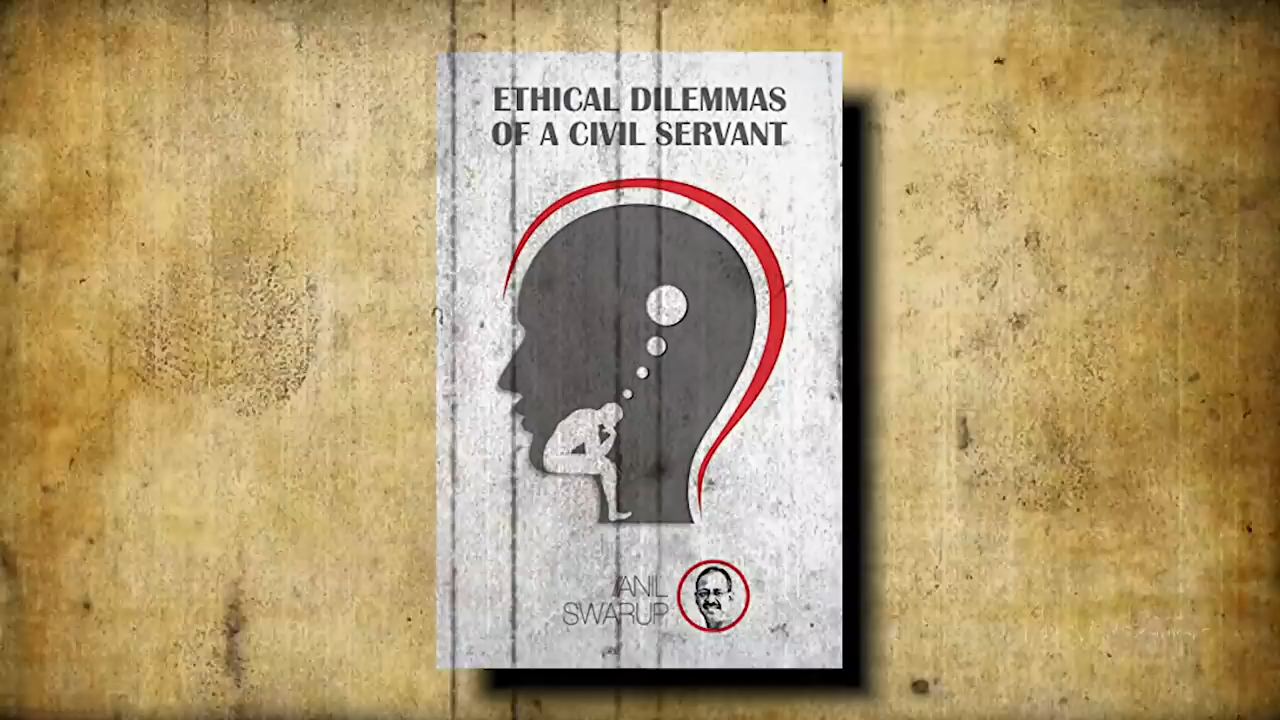 ETHICAL DILEMMAS
OF A CIVIL SERVANT
ANIL
SWARUP